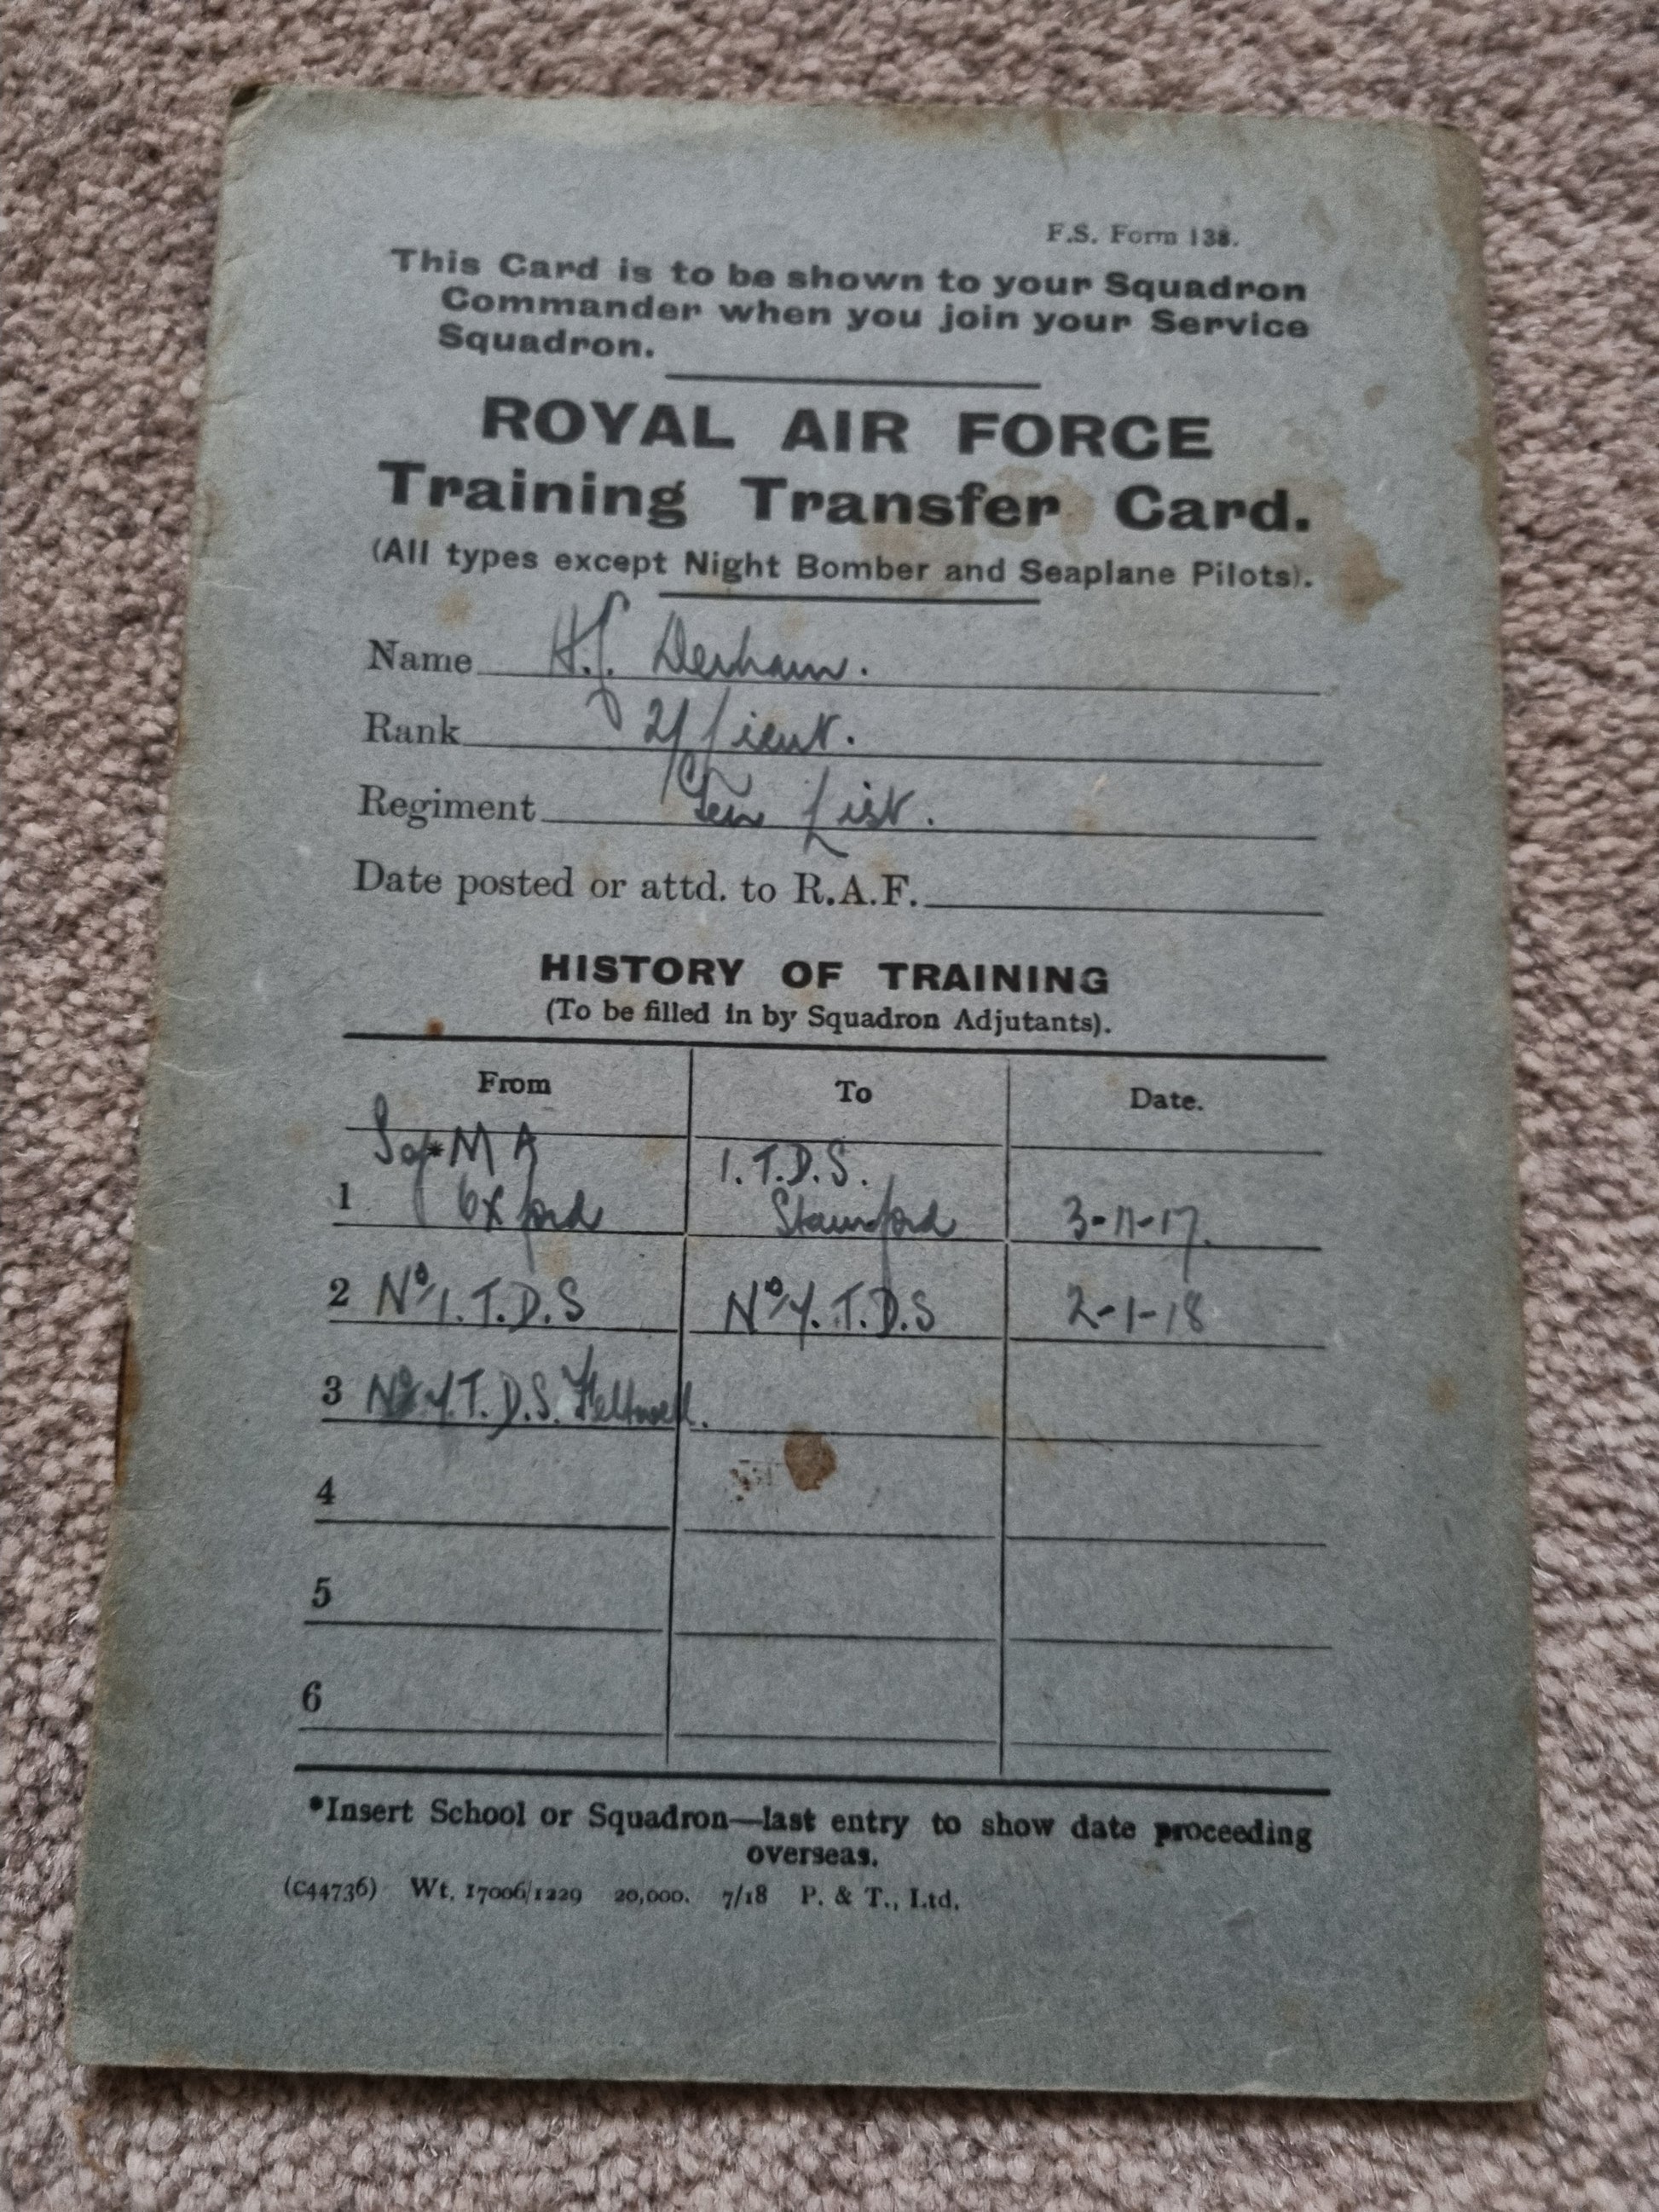 F.S. Form 138.
This Card is to be shown to your Squadron
Commander when you join your Service
Squadron.
ROYAL AIR FORCE
Training Transfer Card.
(All types except Night Bomber and Seaplane Pilots).
Name H.J. Derham.
Rank 2/Lieut.
Regiment Gen List.
Date posted or attd. to R.A.F.
HISTORY OF TRAINING
(To be filled in by Squadron Adjutants).
From To Date.
* M A 1.T.D.S.
1 Oxford Stamford 3-11-17.
2 No 1.T.D.S No 7.T.D.S 2-1-18
3 No 7.T.D.S. Feltwell.
4
5
6
*Insert School or Squadron—last entry to show date proceeding
overseas.
(C44736) Wt. 17006/1229 20,000. 7/18 P. & T., Ltd.